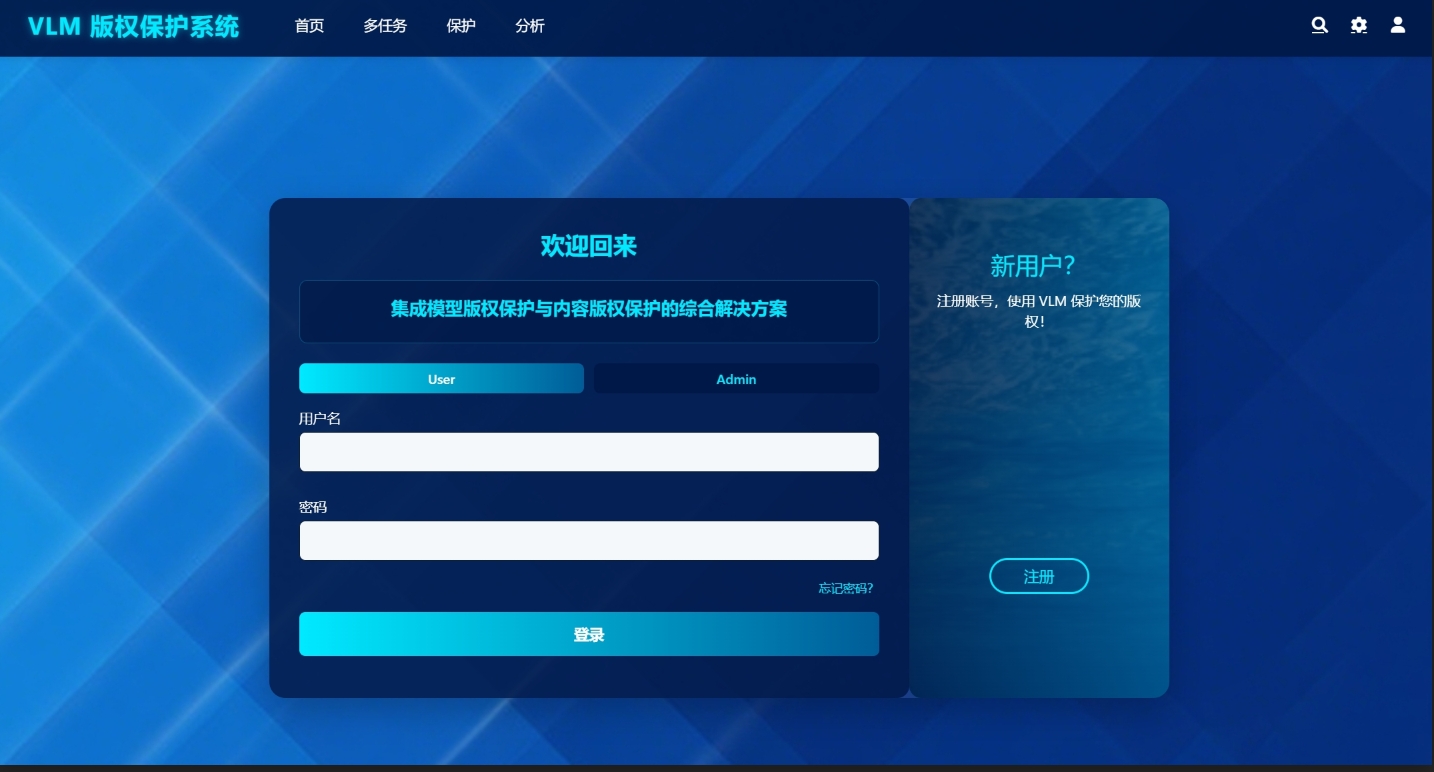 VLM 版权保护系统
首页 多任务 保护 分析
欢迎回来
集成模型版权保护与内容版权保护的综合解决方案
User Admin
用户名
密码
忘记密码?
登录
新用户?
注册账号，使用 VLM 保护您的版
权！
注册